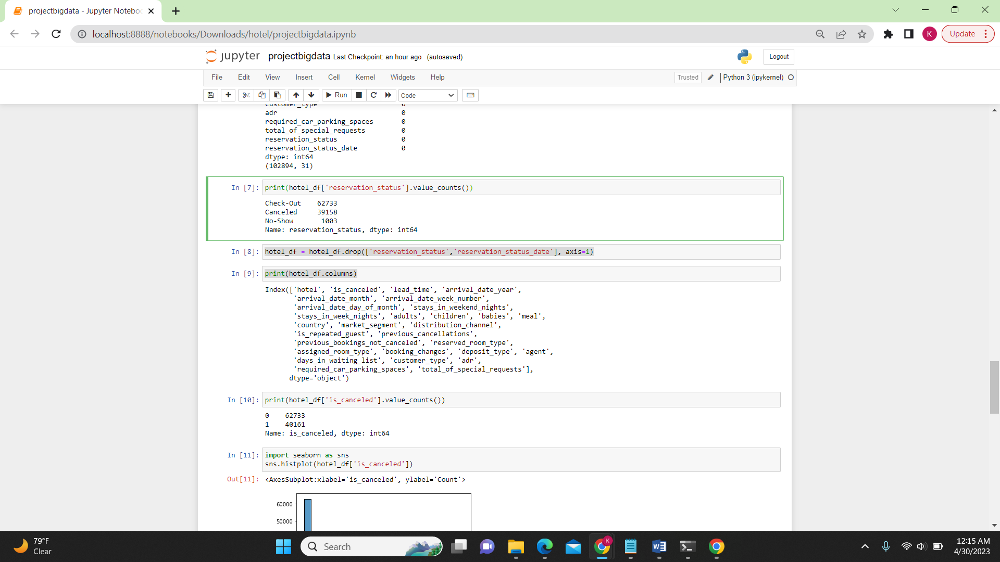 projectbigdata - Jupyter Notebo
localhost:8888/notebooks/Downloads/hotel/projectbigdata.ipynb
K
Update
jupyter projectbigdata Last Checkpoint: an hour ago (autosaved)
Logout
File Edit View Insert Cell Kernel Widgets Help
Trusted
Python 3 (ipykernel)
Run
Code
customer_type 0
adr 0
required_car_parking_spaces 0
total_of_special_requests 0
reservation_status 0
reservation_status_date 0
dtype: int64
(102894, 31)
In [7]: print(hotel_df['reservation_status'].value_counts())
Check-Out 62733
Canceled 39158
No-Show 1003
Name: reservation_status, dtype: int64
In [8]: hotel_df = hotel_df.drop(['reservation_status','reservation_status_date'], axis=1)
In [9]: print(hotel_df.columns)
Index(['hotel', 'is_canceled', 'lead_time', 'arrival_date_year',
'arrival_date_month', 'arrival_date_week_number',
'arrival_date_day_of_month', 'stays_in_weekend_nights',
'stays_in_week_nights', 'adults', 'children', 'babies', 'meal',
'country', 'market_segment', 'distribution_channel',
'is_repeated_guest', 'previous_cancellations',
'previous_bookings_not_canceled', 'reserved_room_type',
'assigned_room_type', 'booking_changes', 'deposit_type', 'agent',
'days_in_waiting_list', 'customer_type', 'adr',
'required_car_parking_spaces', 'total_of_special_requests'],
dtype='object')
In [10]: print(hotel_df['is_canceled'].value_counts())
0 62733
1 40161
Name: is_canceled, dtype: int64
In [11]: import seaborn as sns
sns.histplot(hotel_df['is_canceled'])
Out[11]: <AxesSubplot:xlabel='is_canceled', ylabel='Count'>
60000
50000
79°F
Clear
Search
K
W
12:15 AM
4/30/2023